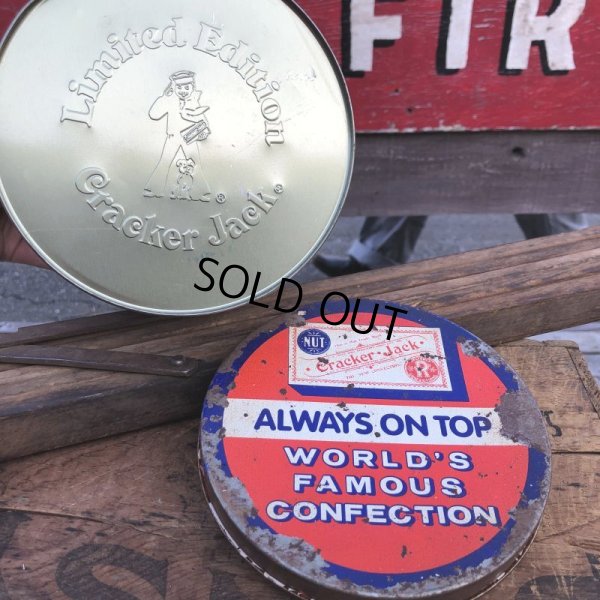 Limited Edition
Cracker Jack®
®
FIR
SOLD OUT
NUT
Cracker Jack
ALWAYS ON TOP
WORLD'S
FAMOUS
CONFECTION